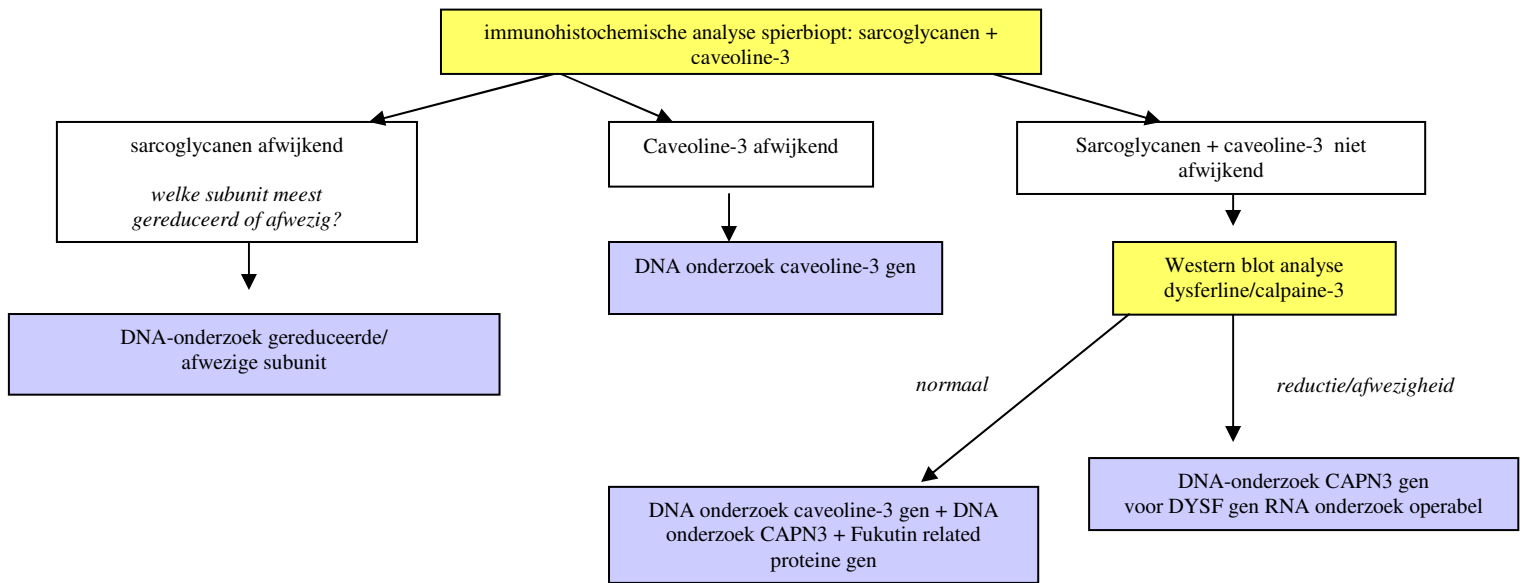 immunohistochemische analyse spierbiopt: sarcoglycanen +
caveoline-3
sarcoglycanen afwijkend
welke subunit meest
gereduceerd of afwezig?
Caveoline-3 afwijkend
Sarcoglycanen + caveoline-3 niet
afwijkend
DNA onderzoek caveoline-3 gen
Western blot analyse
dysferline/calpaine-3
DNA-onderzoek gereduceerde/
afwezige subunit
normaal
reductie/afwezigheid
DNA onderzoek caveoline-3 gen + DNA
onderzoek CAPN3 + Fukutin related
proteine gen
DNA-onderzoek CAPN3 gen
voor DYSF gen RNA onderzoek operabel